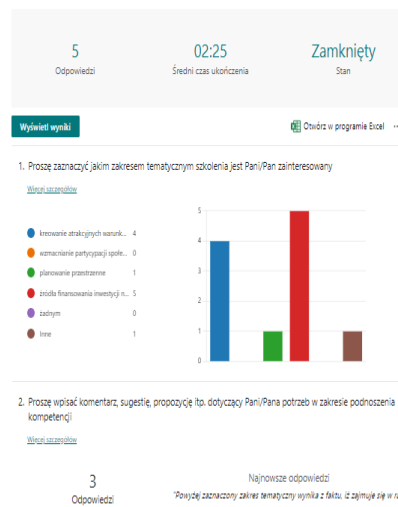 5
Odpowiedzi
02:25
Średni czas ukończenia
Zamknięty
Stan
Wyświetl wyniki
Otwórz w programie Excel
1. Proszę zaznaczyć jakim zakresem tematycznym szkolenia jest Pani/Pan zainteresowany
Więcej szczegółów
kreowanie atrakcyjnych warunk... 4
wzmacnianie partycypacji społe... 0
planowanie przestrzenne 1
źródła finansowania inwestycji n... 5
żadnym 0
Inne 1
5
4
3
2
1
0
2. Proszę wpisać komentarz, sugestię, propozycję itp. dotyczący Pani/Pana potrzeb w zakresie podnoszenia
kompetencji
Więcej szczegółów
3
Odpowiedzi
Najnowsze odpowiedzi
"Powyżej zaznaczony zakres tematyczny wynika z faktu, iż zajmuje się w ra